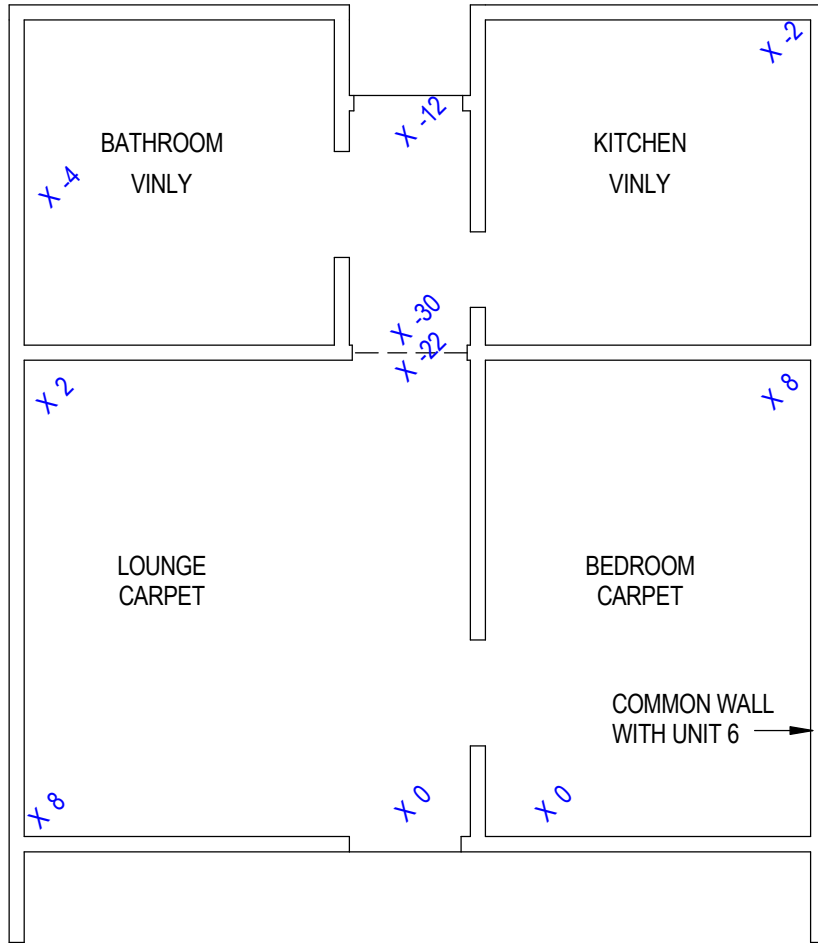 X -2
X -12
BATHROOM
VINLY
KITCHEN
VINLY
X -4
X -30
X -22
X 2
X 8
LOUNGE
CARPET
BEDROOM
CARPET
COMMON WALL
WITH UNIT 6
X 8
X 0
X 0